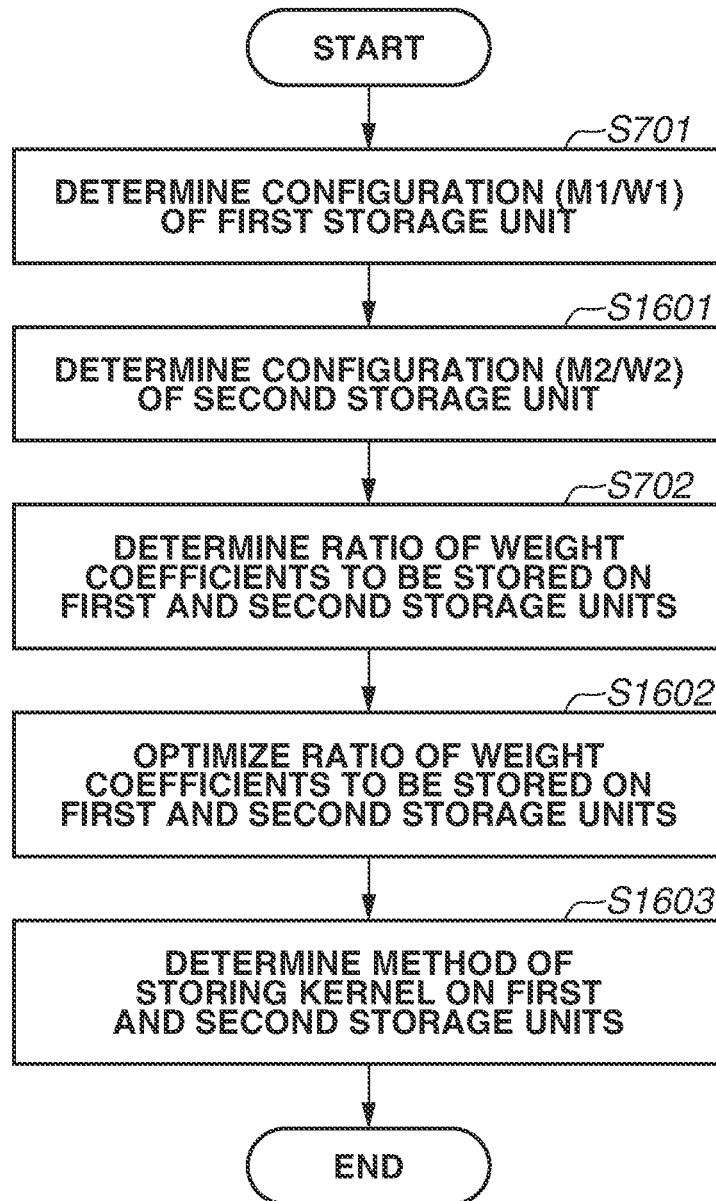 START
S701
DETERMINE CONFIGURATION (M1/W1)
OF FIRST STORAGE UNIT
S1601
DETERMINE CONFIGURATION (M2/W2)
OF SECOND STORAGE UNIT
S702
DETERMINE RATIO OF WEIGHT
COEFFICIENTS TO BE STORED ON
FIRST AND SECOND STORAGE UNITS
S1602
OPTIMIZE RATIO OF WEIGHT
COEFFICIENTS TO BE STORED ON
FIRST AND SECOND STORAGE UNITS
S1603
DETERMINE METHOD OF
STORING KERNEL ON FIRST
AND SECOND STORAGE UNITS
END